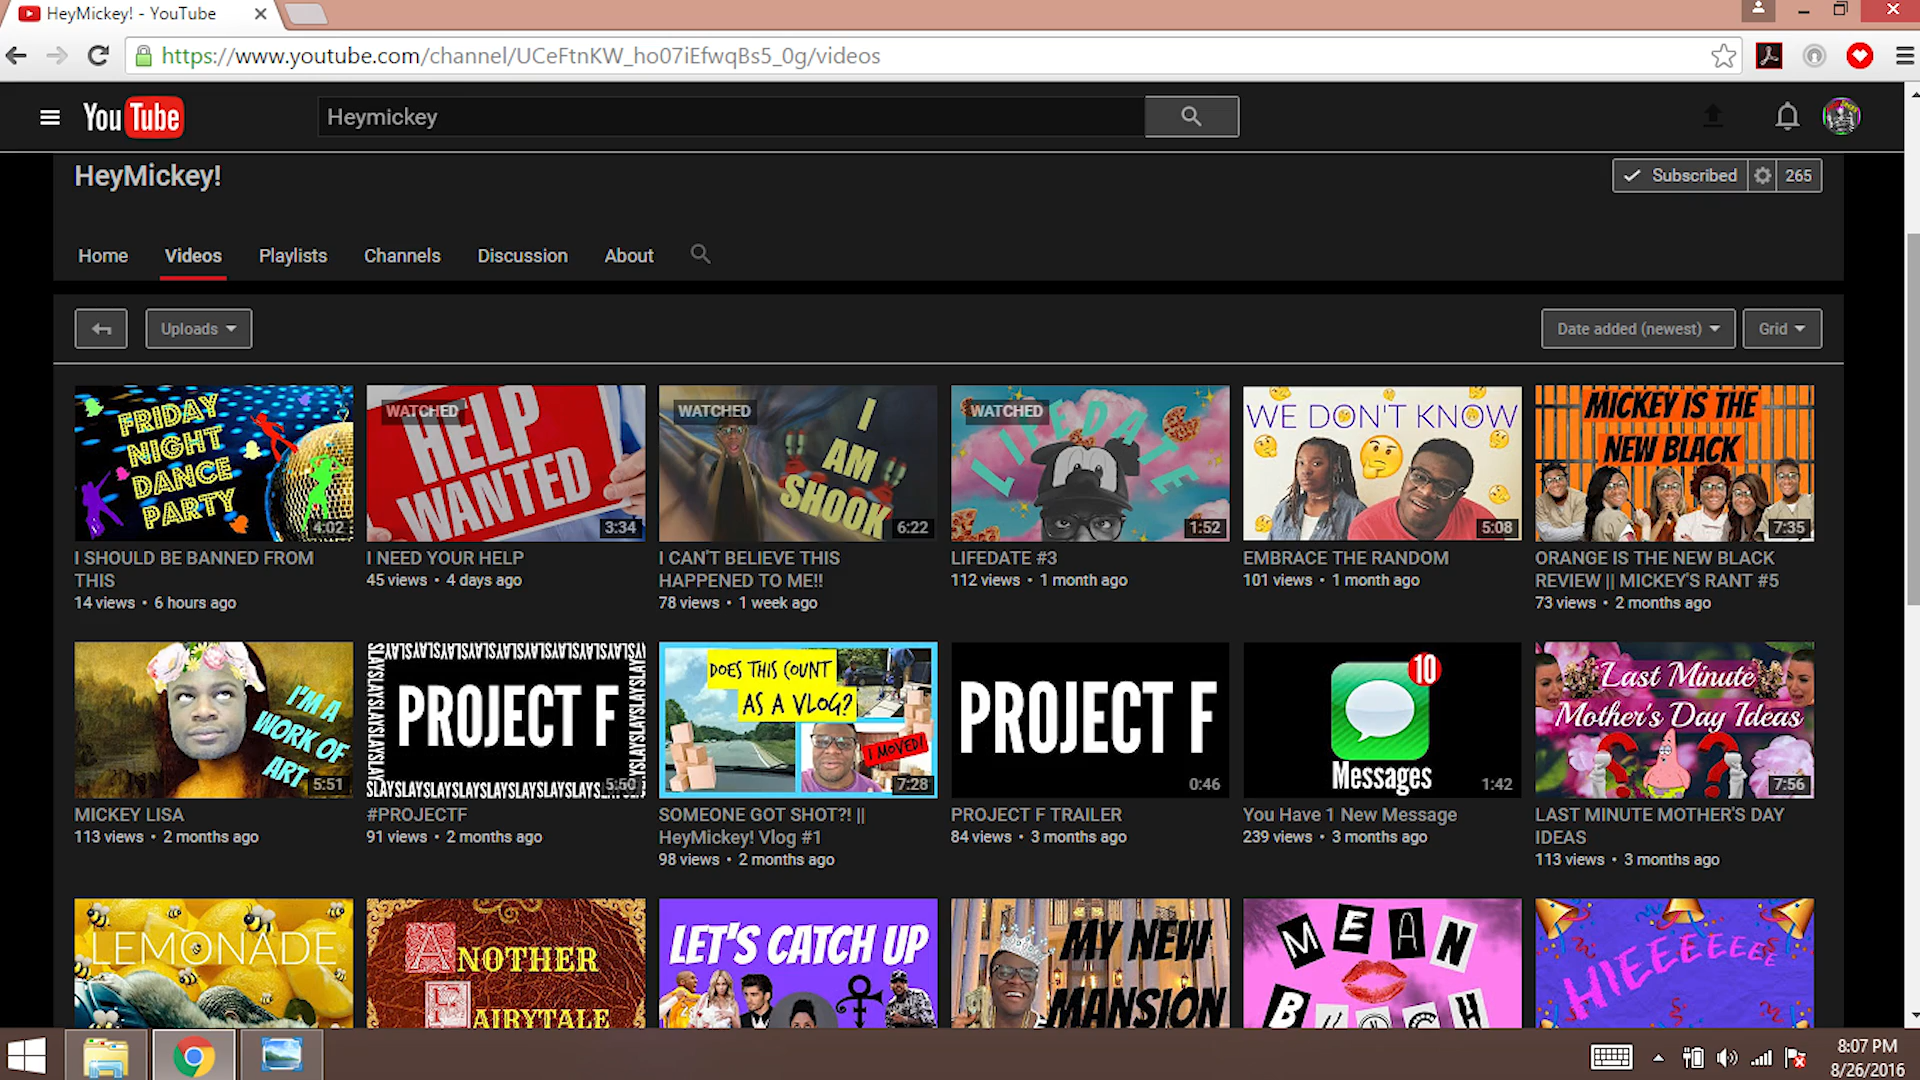 HeyMickey! - YouTube
https://www.youtube.com/channel/UCeFtnKW_ho07iEfwqBs5_0g/videos
YouTube
Heymickey
HeyMickey!
Subscribed 265
Home Videos Playlists Channels Discussion About
Uploads
Date added (newest) Grid
FRIDAY
NIGHT
DANCE
PARTY
4:02
I SHOULD BE BANNED FROM
THIS
14 views • 6 hours ago
WATCHED
HELP
WANTED
3:34
I NEED YOUR HELP
45 views • 4 days ago
WATCHED
I
AM
SHOOK
6:22
I CAN'T BELIEVE THIS
HAPPENED TO ME!!
78 views • 1 week ago
WATCHED
LIFEDATE
1:52
LIFEDATE #3
112 views • 1 month ago
WE DON'T KNOW
5:08
EMBRACE THE RANDOM
101 views • 1 month ago
MICKEY IS THE
NEW BLACK
7:35
ORANGE IS THE NEW BLACK
REVIEW || MICKEY'S RANT #5
73 views • 2 months ago
I'M A
WORK OF
ART
5:51
MICKEY LISA
113 views • 2 months ago
PROJECT F
SLAYSLAYSLAYSLAYSLAYSLAYSLAYSLAY
5:50
#PROJECTF
91 views • 2 months ago
DOES THIS COUNT
AS A VLOG?
I MOVED!
7:28
SOMEONE GOT SHOT?! ||
HeyMickey! Vlog #1
98 views • 2 months ago
PROJECT F
0:46
PROJECT F TRAILER
84 views • 3 months ago
10
Messages
1:42
You Have 1 New Message
239 views • 3 months ago
Last Minute
Mother's Day Ideas
7:56
LAST MINUTE MOTHER'S DAY
IDEAS
113 views • 3 months ago
LEMONADE
ANOTHER
FAIRYTALE
LET'S CATCH UP
MY NEW
MANSION
MEAN
HIEEEEEEE
8:07 PM
8/26/2016